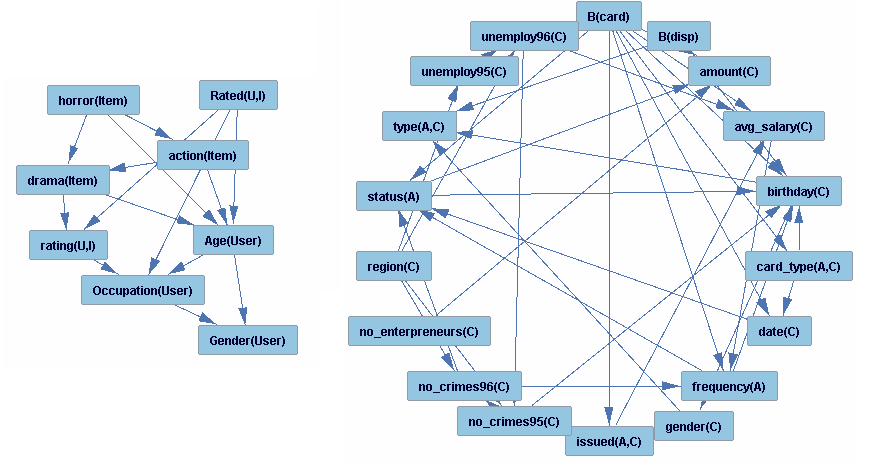 horror(Item)
Rated(U,I)
action(Item)
drama(Item)
rating(U,I)
Age(User)
Occupation(User)
Gender(User)
B(card)
unemploy96(C)
B(disp)
unemploy95(C)
amount(C)
type(A,C)
avg_salary(C)
status(A)
birthday(C)
region(C)
card_type(A,C)
no_enterpreneurs(C)
date(C)
no_crimes96(C)
frequency(A)
no_crimes95(C)
gender(C)
issued(A,C)